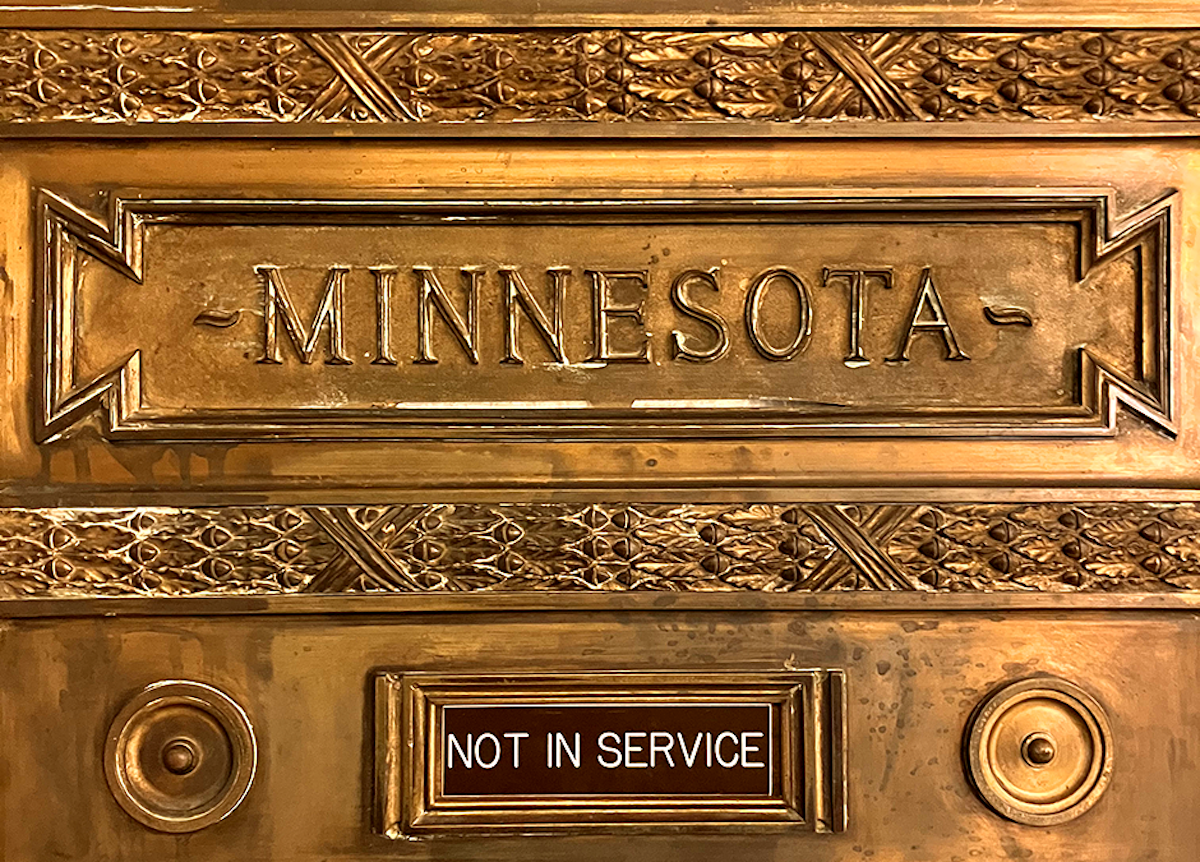 ~ MINNESOTA ~
NOT IN SERVICE